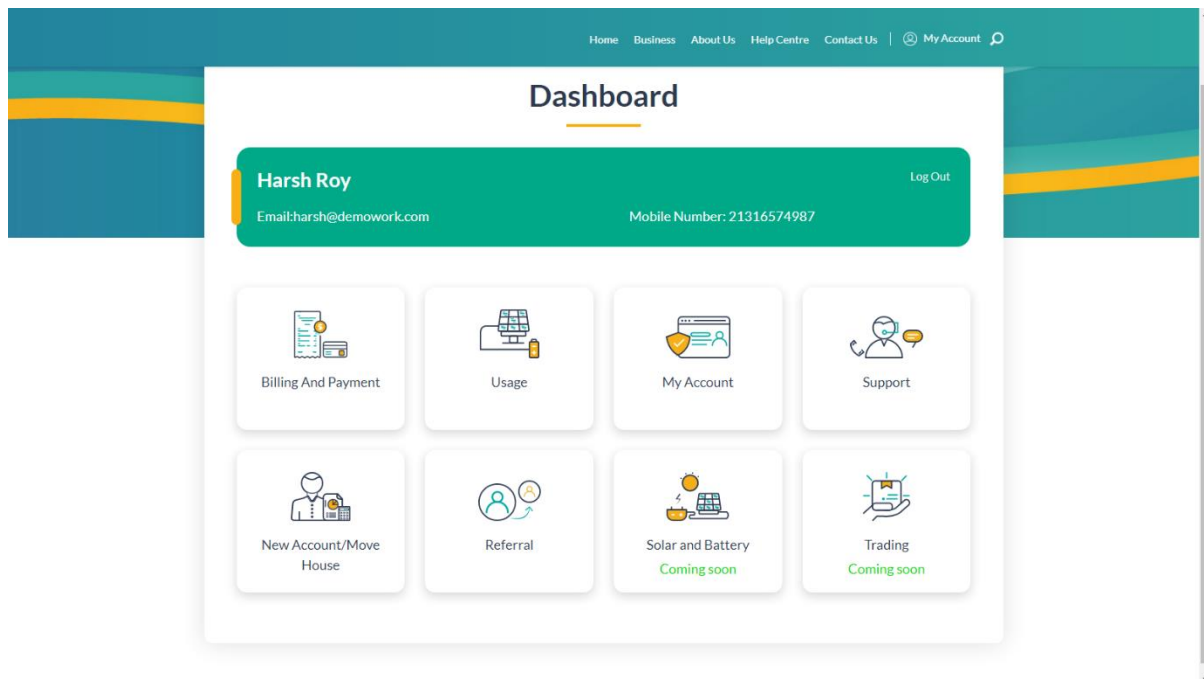 Home Business About Us Help Centre Contact Us | My Account
Dashboard
Harsh Roy
Log Out
Email:harsh@demowork.com
Mobile Number: 21316574987
Billing And Payment
Usage
My Account
Support
New Account/Move
House
Referral
Solar and Battery
Coming soon
Trading
Coming soon